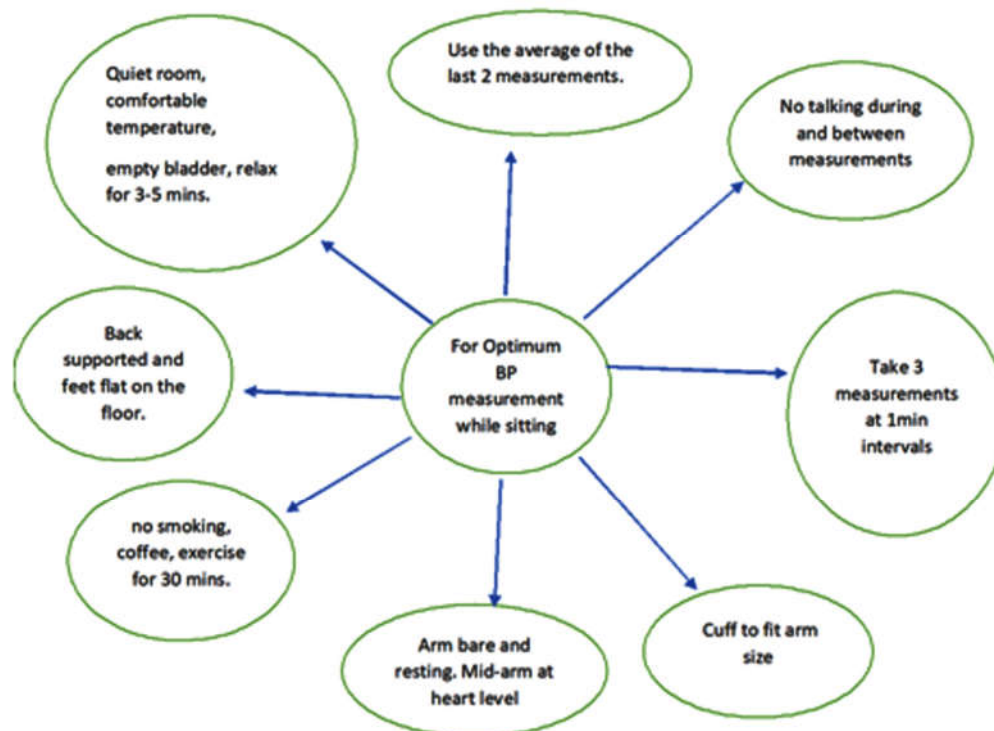 Use the average of the
last 2 measurements.
Quiet room,
comfortable
temperature,
empty bladder, relax
for 3-5 mins.
No talking during
and between
measurements
Back
supported and
feet flat on the
floor.
For Optimum
BP
measurement
while sitting
Take 3
measurements
at 1min
intervals
no smoking,
coffee, exercise
for 30 mins.
Arm bare and
resting. Mid-arm at
heart level
Cuff to fit arm
size